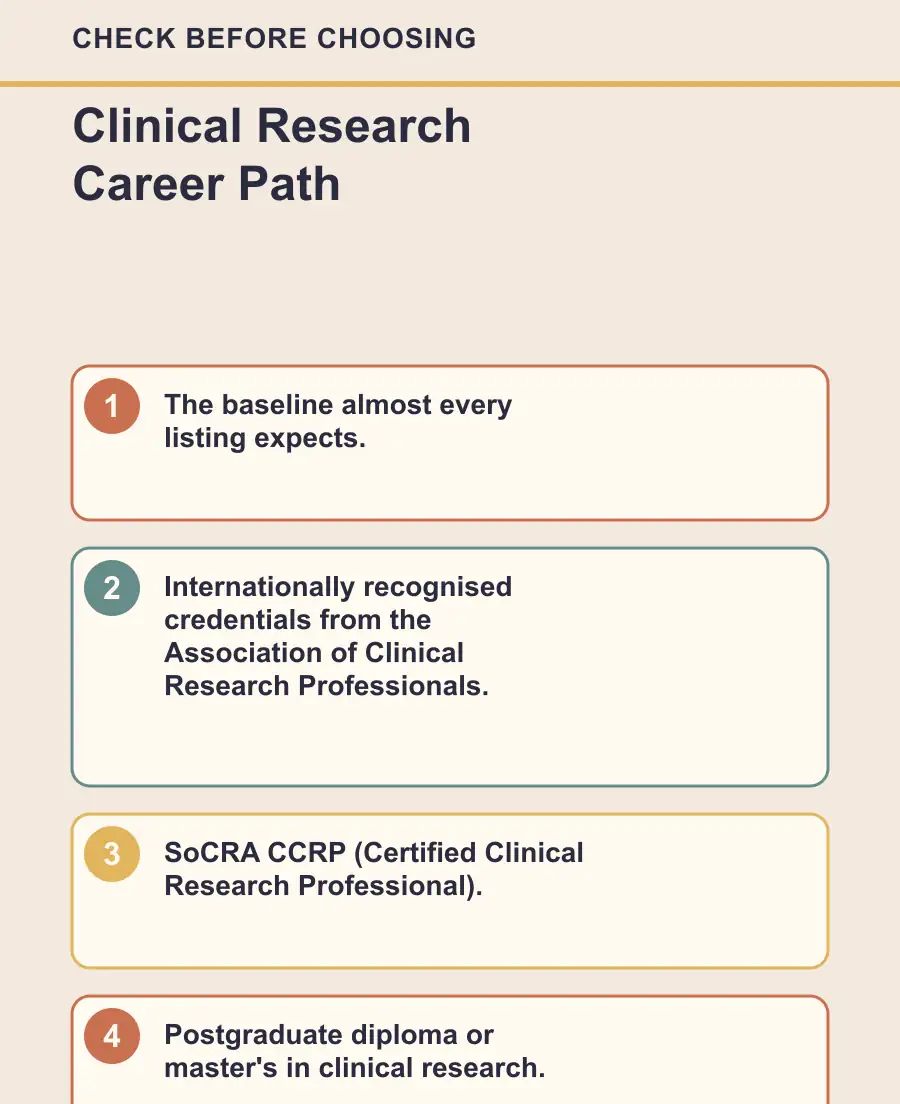 CHECK BEFORE CHOOSING
Clinical Research
Career Path
1
The baseline almost every
listing expects.
2
Internationally recognised
credentials from the
Association of Clinical
Research Professionals.
3
SoCRA CCRP (Certified Clinical
Research Professional).
4
Postgraduate diploma or
master's in clinical research.